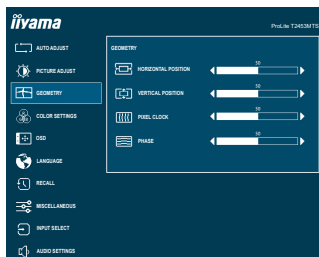 iiyama
ProLite T2453MTS
AUTO ADJUST
PICTURE ADJUST
GEOMETRY
COLOR SETTINGS
OSD
LANGUAGE
RECALL
MISCELLANEOUS
INPUT SELECT
AUDIO SETTINGS
GEOMETRY
HORIZONTAL POSITION
50
VERTICAL POSITION
50
PIXEL CLOCK
50
PHASE
50